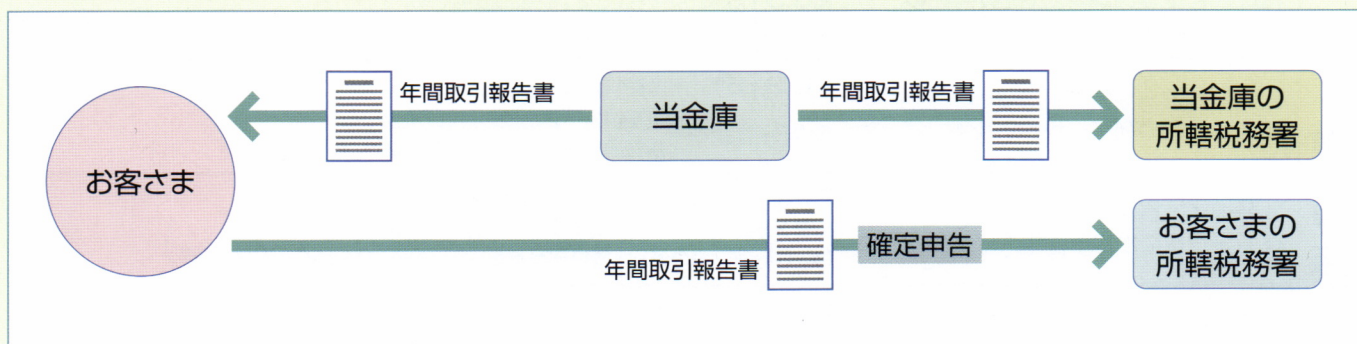 年間取引報告書
当金庫
年間取引報告書
当金庫の
所轄税務署
お客さま
年間取引報告書
確定申告
お客さまの
所轄税務署